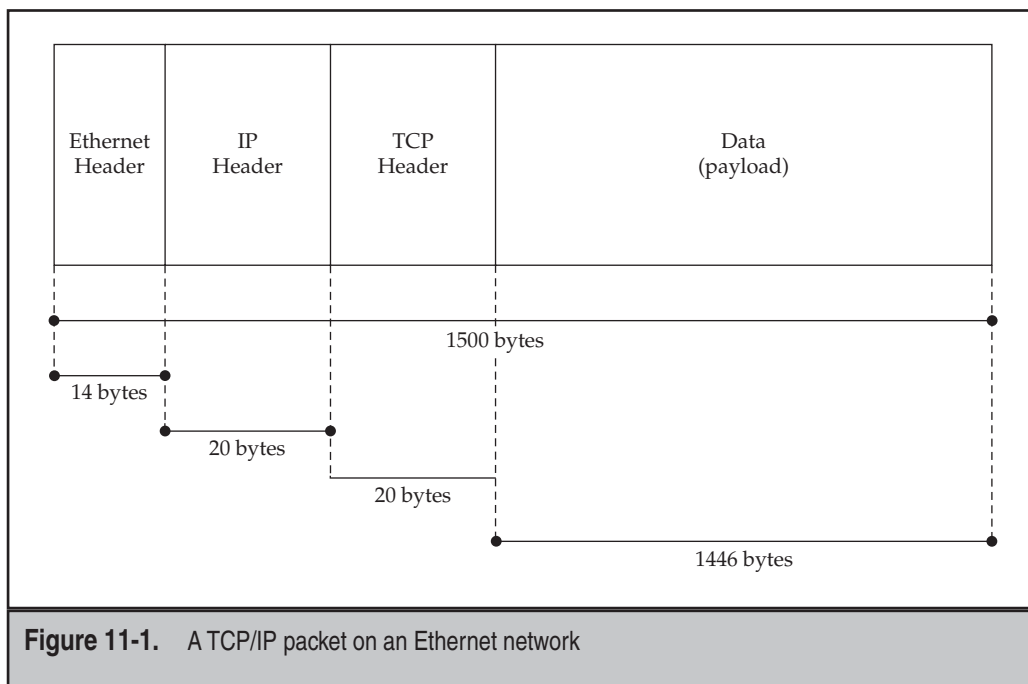 Ethernet
Header
IP
Header
TCP
Header
Data
(payload)
1500 bytes
14 bytes
20 bytes
20 bytes
1446 bytes
Figure 11-1. A TCP/IP packet on an Ethernet network